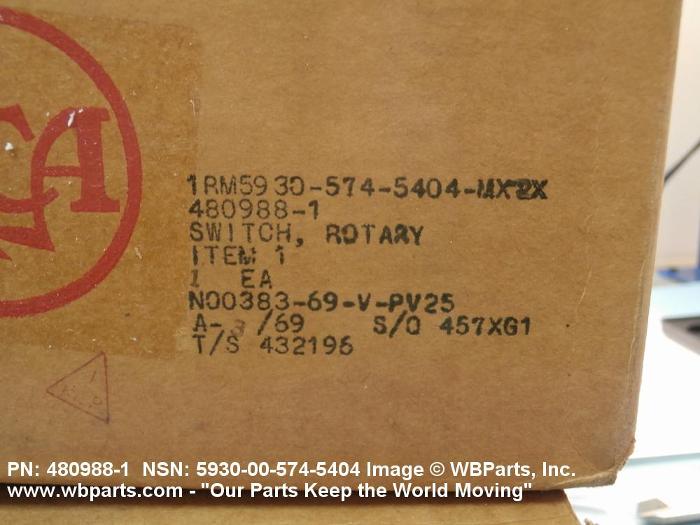 CA
1RM5930-574-5404-MX2X
480988-1
SWITCH, ROTARY
ITEM 1
1 EA
N00383-69-V-PV25
A-3/69 S/O 457XG1
T/S 432196
PN: 480988-1 NSN: 5930-00-574-5404 Image © WBParts, Inc.
www.wbparts.com - "Our Parts Keep the World Moving"